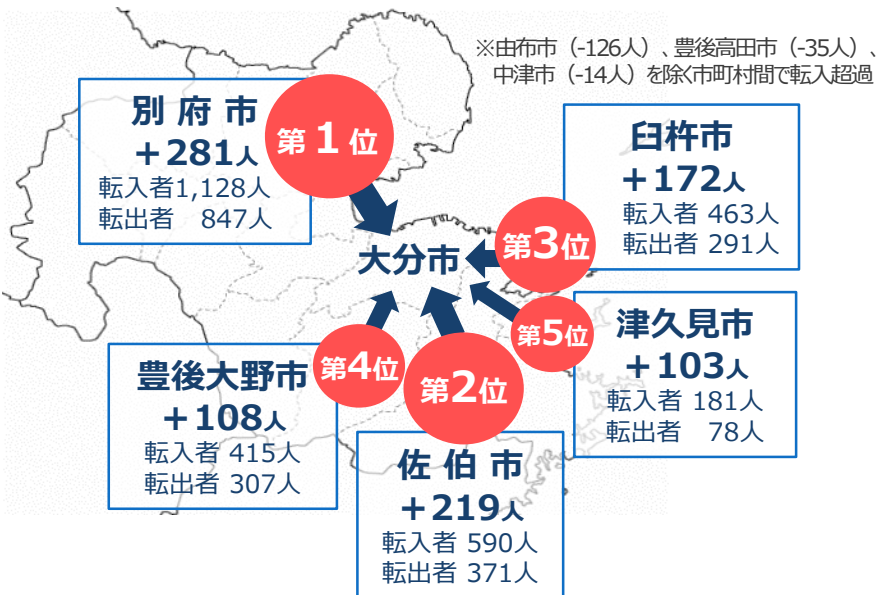 ※由布市（-126人）、豊後高田市（-35人）、
中津市（-14人）を除く市町村間で転入超過
別府市
+281人
転入者1,128人
転出者 847人
第1位
臼杵市
+172人
転入者 463人
転出者 291人
第3位
大分市
津久見市
+103人
転入者 181人
転出者 78人
第5位
豊後大野市
+108人
転入者 415人
転出者 307人
第4位
第2位
佐伯市
+219人
転入者 590人
転出者 371人